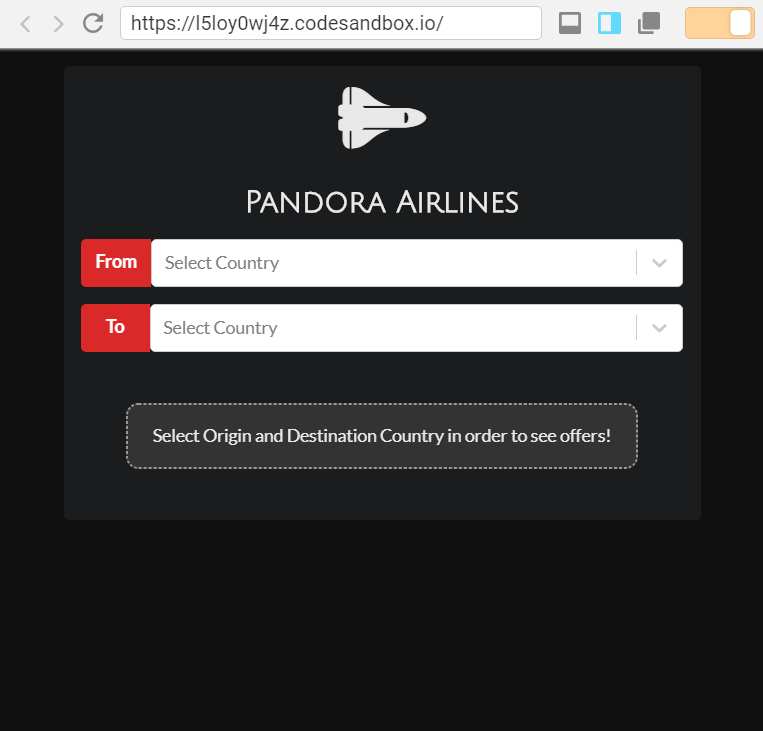 https://l5loy0wj4z.codesandbox.io/
Pandora Airlines
From
Select Country
To
Select Country
Select Origin and Destination Country in order to see offers!